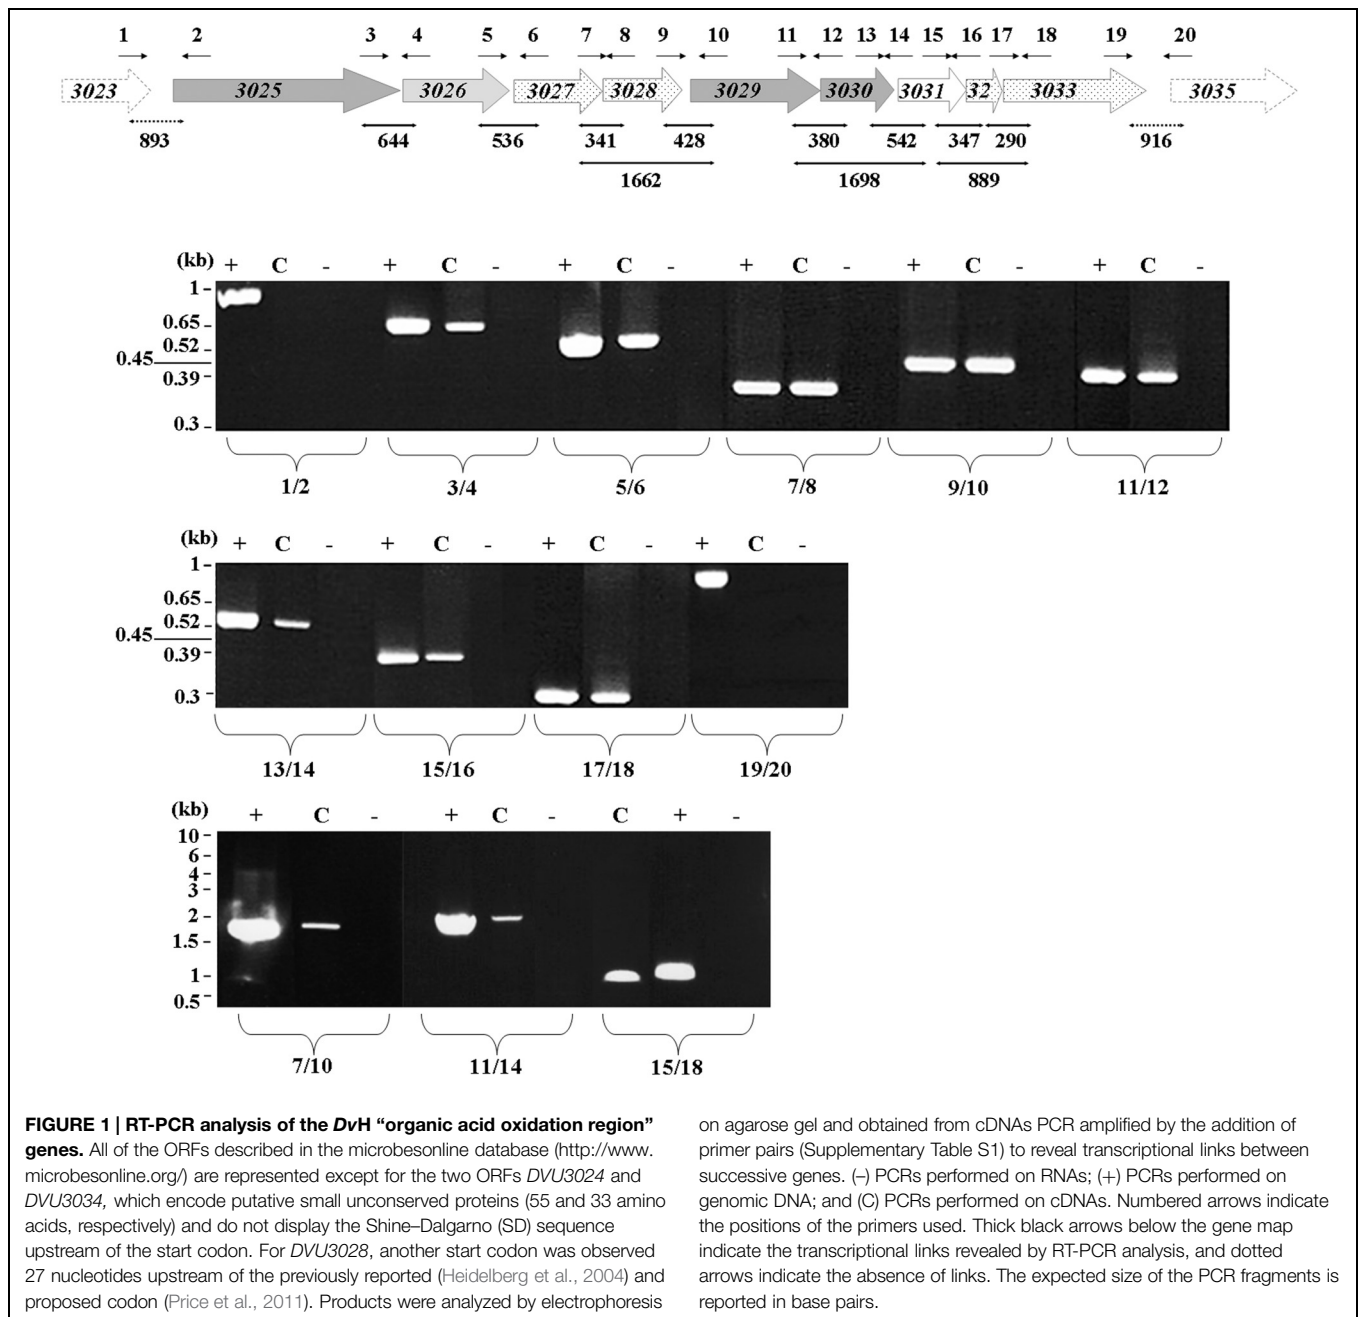 1 2 3 4 5 6 7 8 9 10 11 12 13 14 15 16 17 18 19 20
3023 3025 3026 3027 3028 3029 3030 3031 32 3033 3035
893 644 536 341 428 380 542 347 290 916
1662 1698 889
(kb) + C - + C - + C - + C - + C - + C -
1
0.65
0.52
0.45
0.39
0.3
1/2 3/4 5/6 7/8 9/10 11/12
(kb) + C - + C - + C - + C -
1
0.65
0.52
0.45
0.39
0.3
13/14 15/16 17/18 19/20
(kb) + C - + C - C + -
10
6
4
3
2
1.5
1
0.5
7/10 11/14 15/18
FIGURE 1 | RT-PCR analysis of the DvH “organic acid oxidation region”
genes. All of the ORFs described in the microbesonline database (http://www.
microbesonline.org/) are represented except for the two ORFs DVU3024 and
DVU3034, which encode putative small unconserved proteins (55 and 33 amino
acids, respectively) and do not display the Shine–Dalgarno (SD) sequence
upstream of the start codon. For DVU3028, another start codon was observed
27 nucleotides upstream of the previously reported (Heidelberg et al., 2004) and
proposed codon (Price et al., 2011). Products were analyzed by electrophoresis
on agarose gel and obtained from cDNAs PCR amplified by the addition of
primer pairs (Supplementary Table S1) to reveal transcriptional links between
successive genes. (–) PCRs performed on RNAs; (+) PCRs performed on
genomic DNA; and (C) PCRs performed on cDNAs. Numbered arrows indicate
the positions of the primers used. Thick black arrows below the gene map
indicate the transcriptional links revealed by RT-PCR analysis, and dotted
arrows indicate the absence of links. The expected size of the PCR fragments is
reported in base pairs.